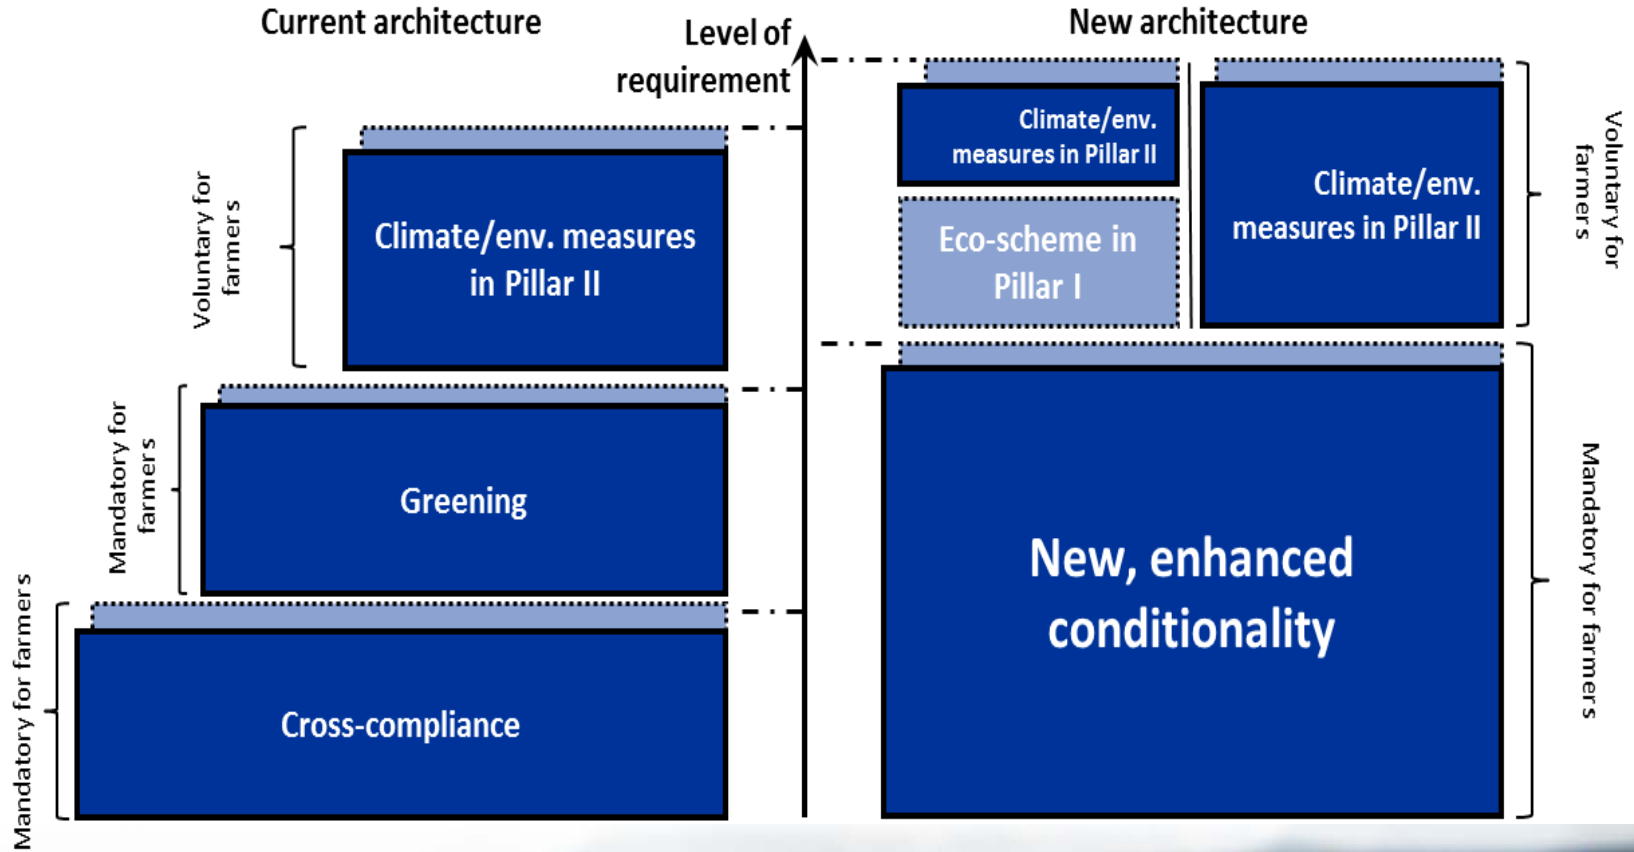 Current architecture
Level of
requirement
New architecture
Voluntary for
farmers
Climate/env. measures
in Pillar II
Mandatory for
farmers
Greening
Mandatory for farmers
Cross-compliance
Climate/env.
measures in Pillar II
Eco-scheme in
Pillar I
Climate/env.
measures in Pillar II
Voluntary for
farmers
New, enhanced
conditionality
Mandatory for farmers